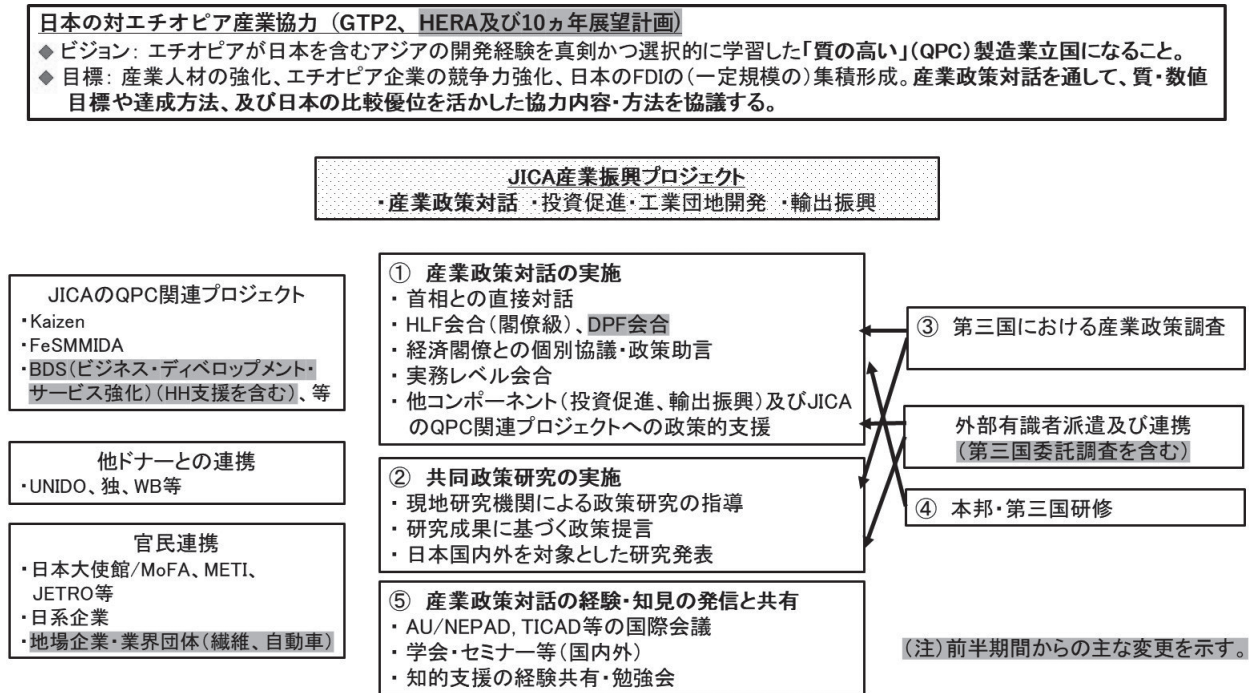 日本の対エチオピア産業協力（GTP2、HERA及び10ヵ年展望計画)
◆ ビジョン： エチオピアが日本を含むアジアの開発経験を真剣かつ選択的に学習した「質の高い」（QPC）製造業立国になること。
◆ 目標： 産業人材の強化、エチオピア企業の競争力強化、日本のFDIの（一定規模の）集積形成。産業政策対話を通して、質・数値
目標や達成方法、及び日本の比較優位を活かした協力内容・方法を協議する。
JICA産業振興プロジェクト
・産業政策対話 ・投資促進・工業団地開発 ・輸出振興
JICAのQPC関連プロジェクト
・Kaizen
・FeSMMIDA
・BDS（ビジネス・ディベロップメント・
サービス強化）（HH支援を含む）、等
他ドナーとの連携
・UNIDO、独、WB等
官民連携
・日本大使館/MoFA、METI、
JETRO等
・日系企業
・地場企業・業界団体（繊維、自動車）
① 産業政策対話の実施
・ 首相との直接対話
・ HLF会合（閣僚級）、DPF会合
・ 経済閣僚との個別協議・政策助言
・ 実務レベル会合
・ 他コンポーネント（投資促進、輸出振興）及びJICA
のQPC関連プロジェクトへの政策的支援
② 共同政策研究の実施
・ 現地研究機関による政策研究の指導
・ 研究成果に基づく政策提言
・ 日本国内外を対象とした研究発表
⑤ 産業政策対話の経験・知見の発信と共有
・ AU/NEPAD, TICAD等の国際会議
・ 学会・セミナー等（国内外）
・ 知的支援の経験共有・勉強会
③ 第三国における産業政策調査
外部有識者派遣及び連携
（第三国委託調査を含む）
④ 本邦・第三国研修
（注）前半期間からの主な変更を示す。